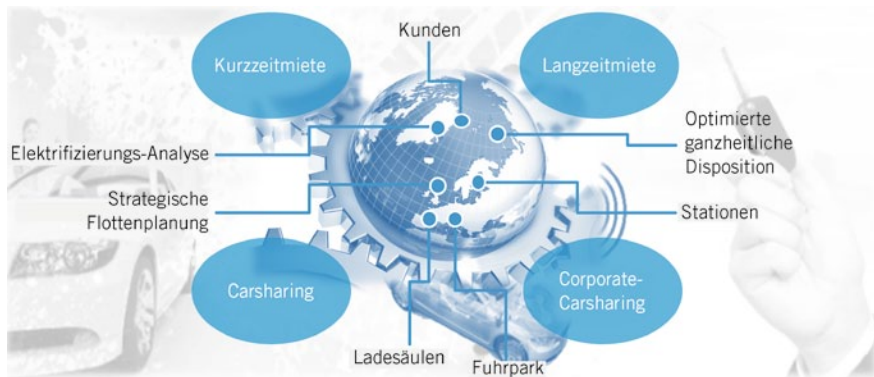 Kunden
Kurzzeitmiete
Langzeitmiete
Optimierte
ganzheitliche
Disposition
Elektrifizierungs-Analyse
Strategische
Flottenplanung
Stationen
Carsharing
Corporate-
Carsharing
Ladesäulen
Fuhrpark